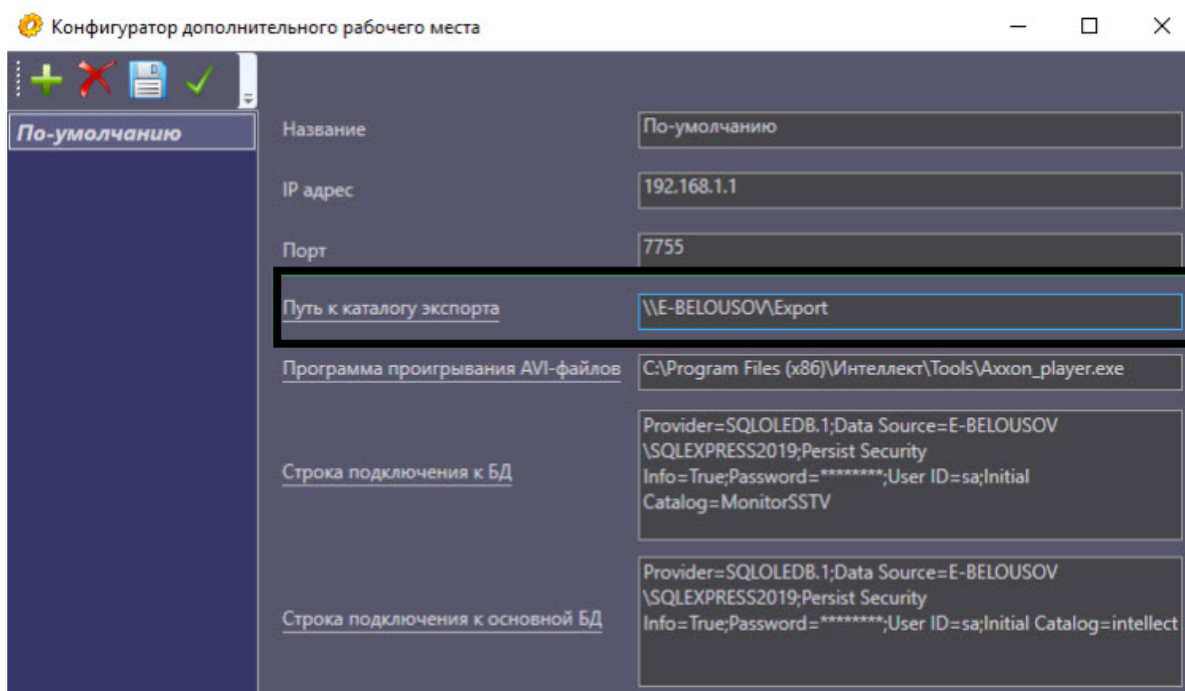 Конфигуратор дополнительного рабочего места
По-умолчанию
Название
По-умолчанию
IP адрес
192.168.1.1
Порт
7755
Путь к каталогу экспорта
\\E-BELOUSOV\Export
Программа проигрывания AVI-файлов
C:\Program Files (x86)\Интеллект\Tools\Axxon_player.exe
Строка подключения к БД
Provider=SQLOLEDB.1;Data Source=E-BELOUSOV
\SQLEXPRESS2019;Persist Security
Info=True;Password=********;User ID=sa;Initial
Catalog=MonitorSSTV
Строка подключения к основной БД
Provider=SQLOLEDB.1;Data Source=E-BELOUSOV
\SQLEXPRESS2019;Persist Security
Info=True;Password=********;User ID=sa;Initial Catalog=intellect